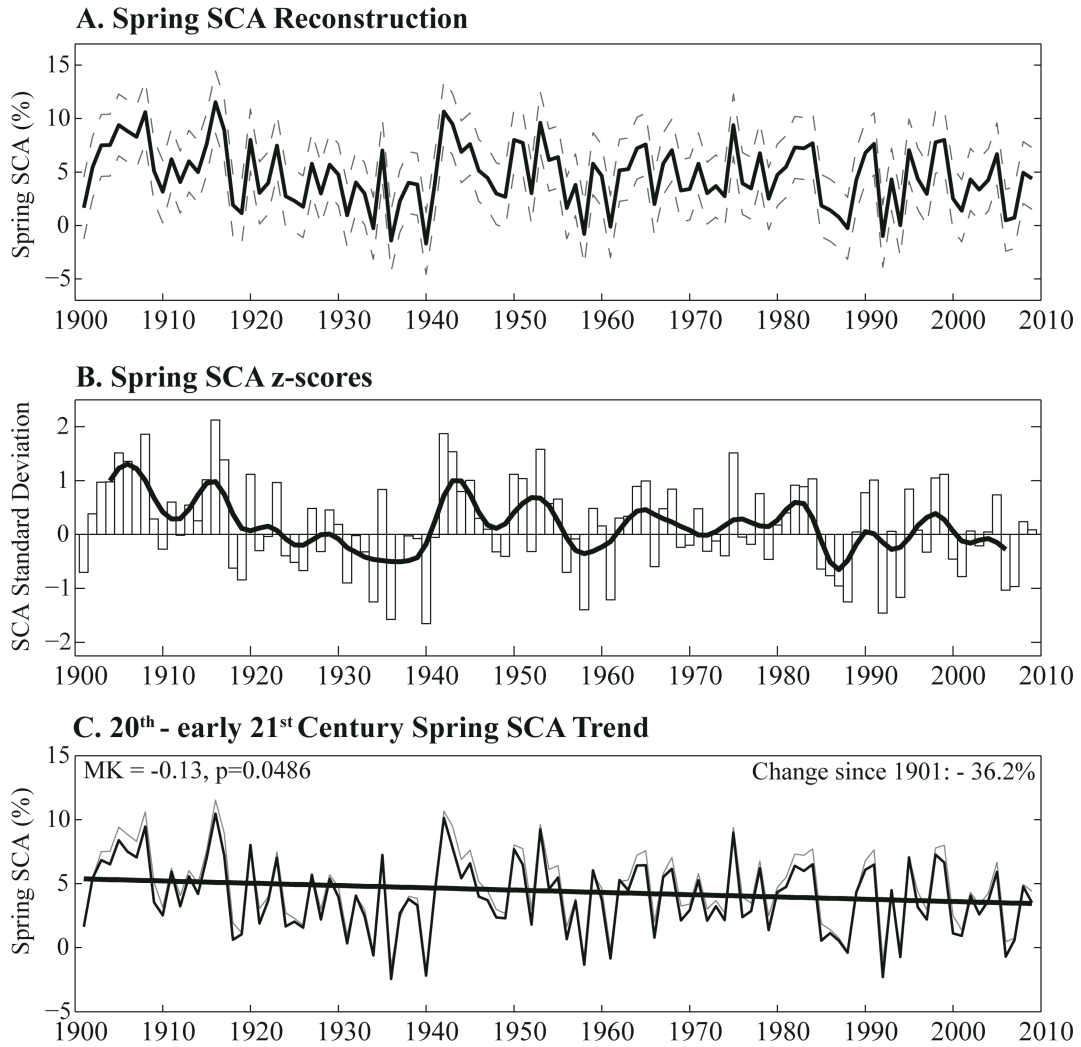 A. Spring SCA Reconstruction
Spring SCA (%)
15
10
5
0
−5
1900 1910 1920 1930 1940 1950 1960 1970 1980 1990 2000 2010
B. Spring SCA z-scores
SCA Standard Deviation
2
1
0
−1
−2
1900 1910 1920 1930 1940 1950 1960 1970 1980 1990 2000 2010
C. 20th - early 21st Century Spring SCA Trend
Spring SCA (%)
15
MK = -0.13, p=0.0486 Change since 1901: - 36.2%
10
5
0
−5
1900 1910 1920 1930 1940 1950 1960 1970 1980 1990 2000 2010